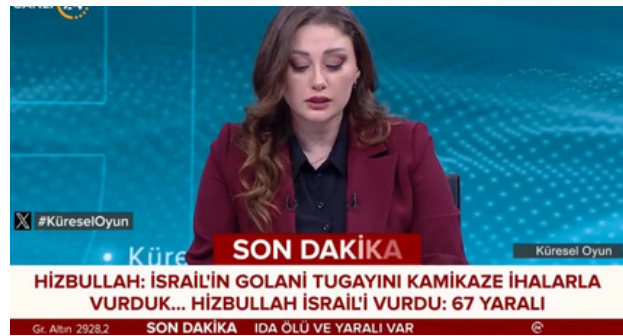 #KüreselOyun
Küre
SON DAKİKA
Küresel Oyun
HİZBULLAH: İSRAİL'İN GOLANİ TUGAYINI KAMİKAZE İHALARLA
VURDUK... HİZBULLAH İSRAİL'İ VURDU: 67 YARALI
Gr. Altın 2928,2 SON DAKİKA IDA ÖLÜ VE YARALI VAR